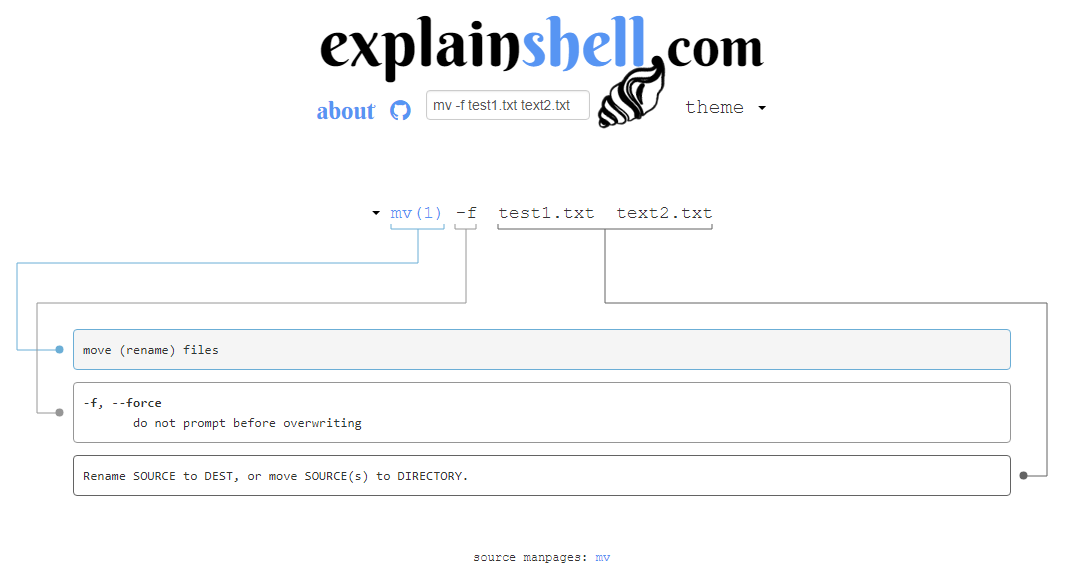 explainshell.com
about mv -f test1.txt text2.txt theme
mv(1) -f test1.txt text2.txt
move (rename) files
-f, --force
do not prompt before overwriting
Rename SOURCE to DEST, or move SOURCE(s) to DIRECTORY.
source manpages: mv